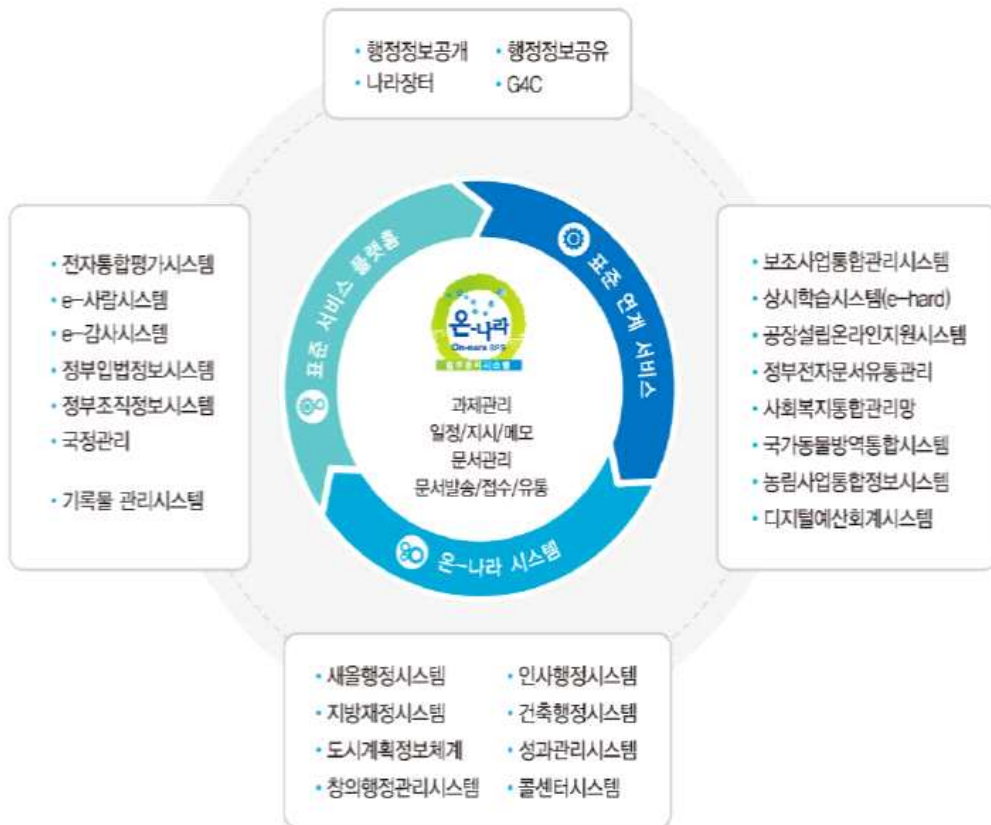 • 행정정보공개 • 행정정보공유
• 나라장터 • G4C
• 전자통합평가시스템
• e-사람시스템
• e-감사시스템
• 정부입법정보시스템
• 정부조직정보시스템
• 국정관리
• 기록물 관리시스템
표준 서비스 플랫홈
표준 연계 서비스
온-나라 시스템
온-나라
On-nara BPS
업무관리시스템
과제관리
일정/지시/메모
문서관리
문서발송/접수/유통
• 보조사업통합관리시스템
• 상시학습시스템(e-hard)
• 공장설립온라인지원시스템
• 정부전자문서유통관리
• 사회복지통합관리망
• 국가동물방역통합시스템
• 농림사업통합정보시스템
• 디지털예산회계시스템
• 새올행정시스템 • 인사행정시스템
• 지방재정시스템 • 건축행정시스템
• 도시계획정보체계 • 성과관리시스템
• 창의행정관리시스템 • 콜센터시스템